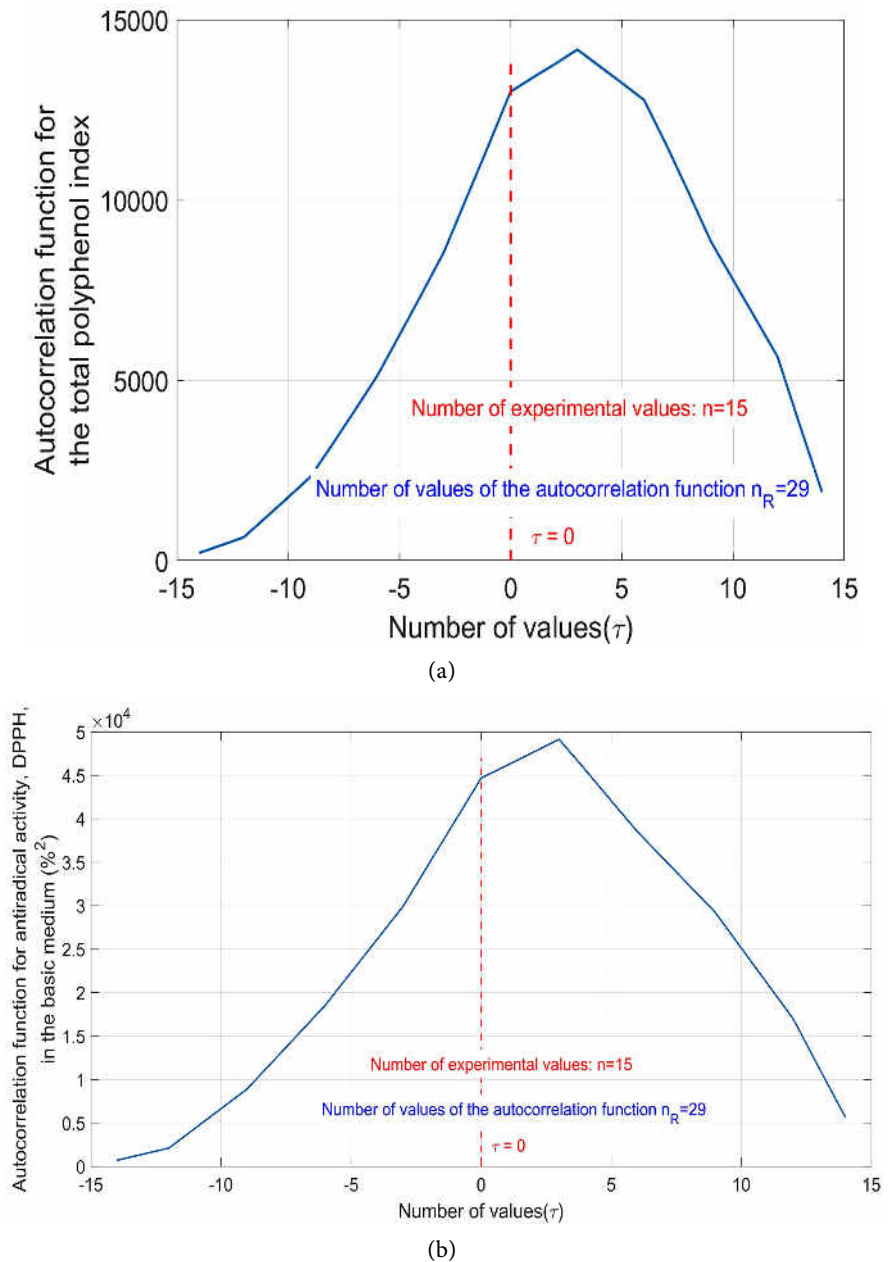 Autocorrelation function for
the total polyphenol index
15000
10000
5000
0
Number of experimental values: n=15
Number of values of the autocorrelation function n_R=29
τ = 0
-15 -10 -5 0 5 10 15
Number of values(τ)
(a)
Autocorrelation function for antiradical activity, DPPH,
in the basic medium (%^2)
×10^4
5
4.5
4
3.5
3
2.5
2
1.5
1
0.5
0
Number of experimental values: n=15
Number of values of the autocorrelation function n_R=29
τ = 0
-15 -10 -5 0 5 10 15
Number of values(τ)
(b)